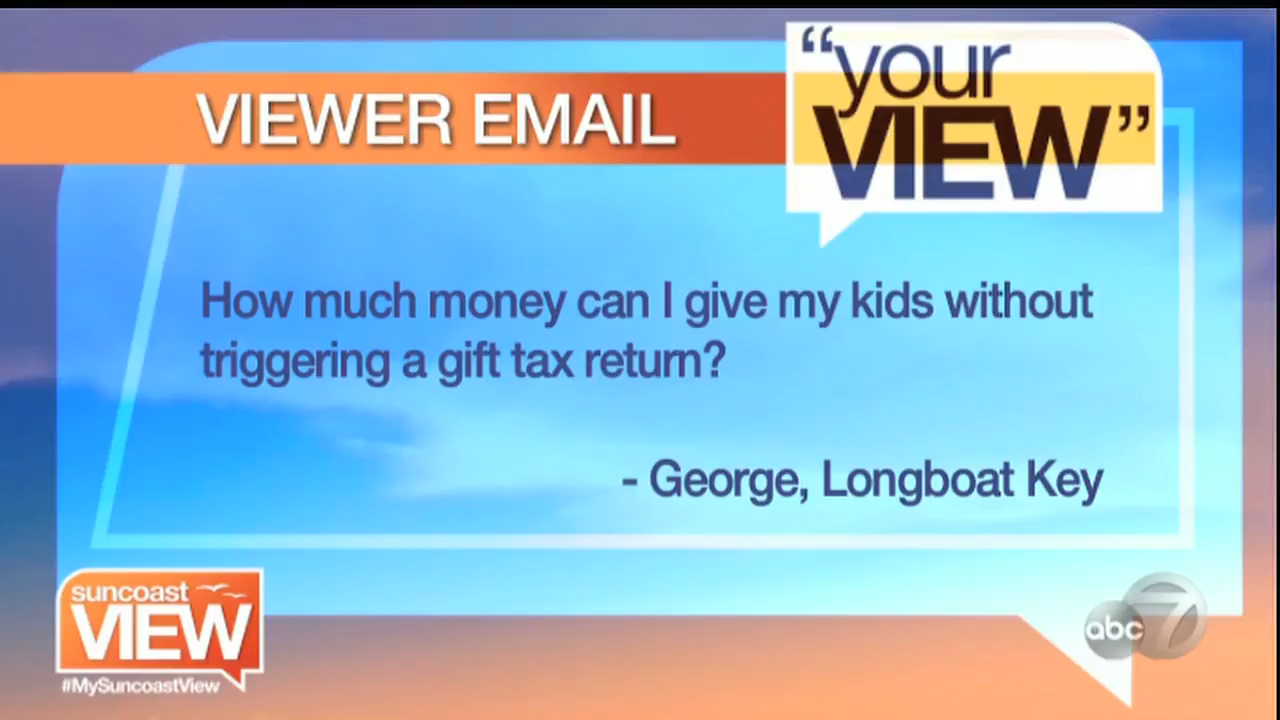 VIEWER EMAIL
“your
VIEW”
How much money can I give my kids without
triggering a gift tax return?
- George, Longboat Key
suncoast
VIEW
#MySuncoastView
abc 7